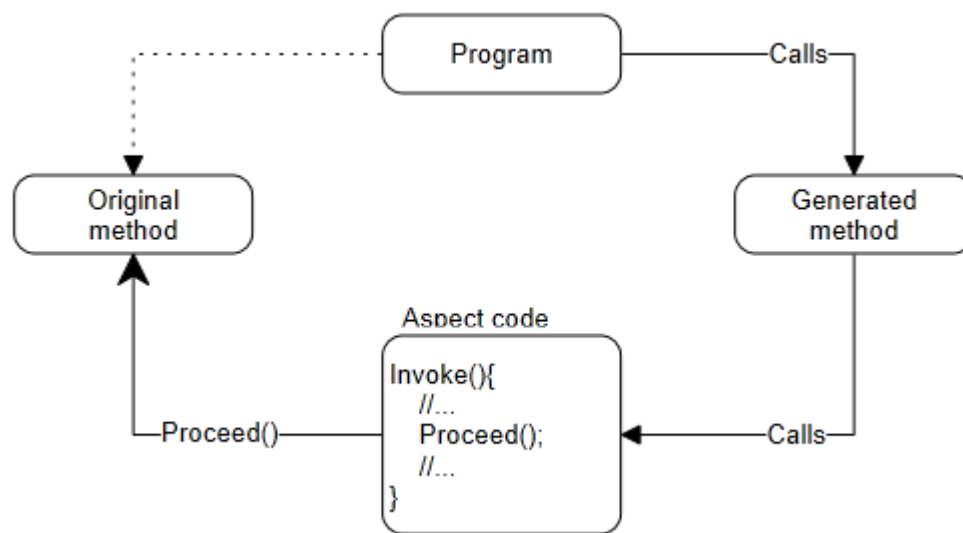 Program
Calls
Original
method
Generated
method
Aspect code
Invoke(){
//...
Proceed();
//...
}
Proceed()
Calls